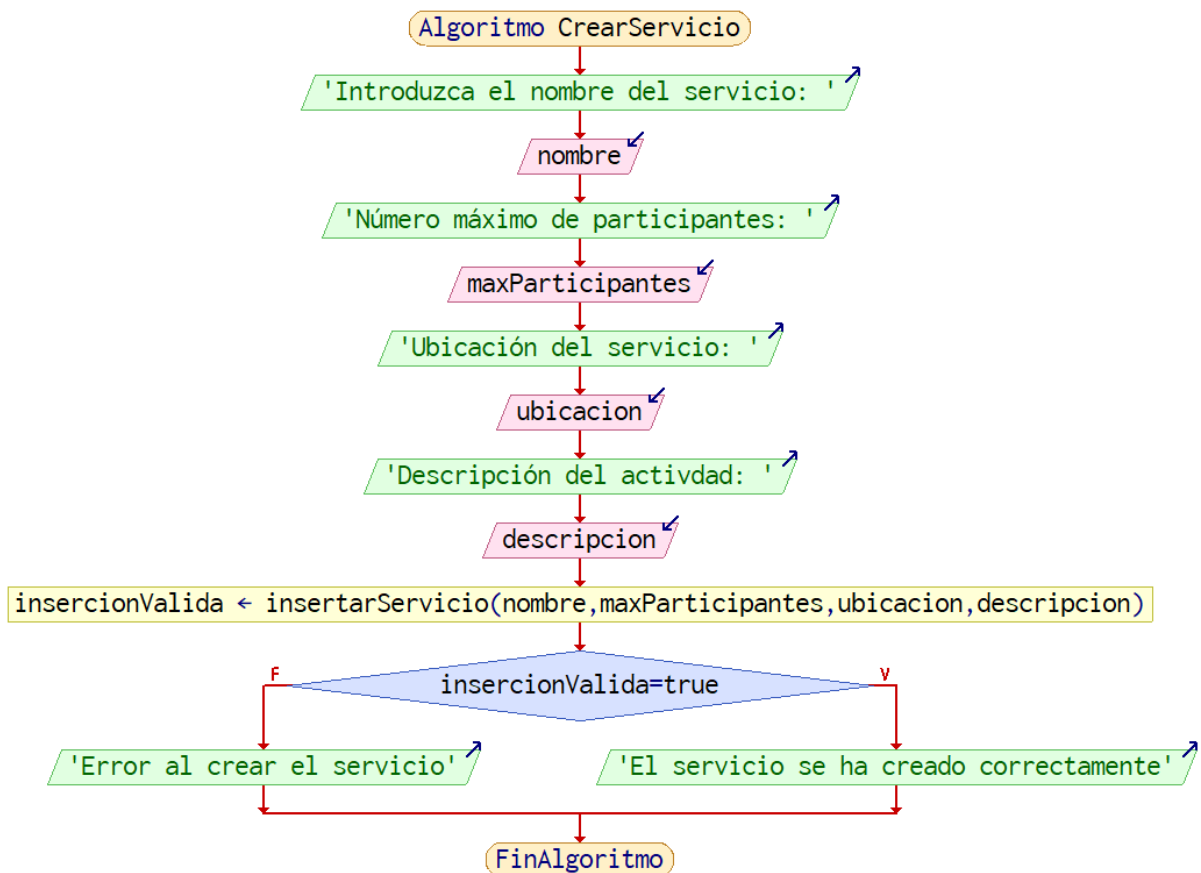 Algoritmo CrearServicio
'Introduzca el nombre del servicio: '
nombre
'Número máximo de participantes: '
maxParticipantes
'Ubicación del servicio: '
ubicacion
'Descripción del activdad: '
descripcion
insercionValida ← insertarServicio(nombre,maxParticipantes,ubicacion,descripcion)
F
V
insercionValida=true
'Error al crear el servicio'
'El servicio se ha creado correctamente'
FinAlgoritmo